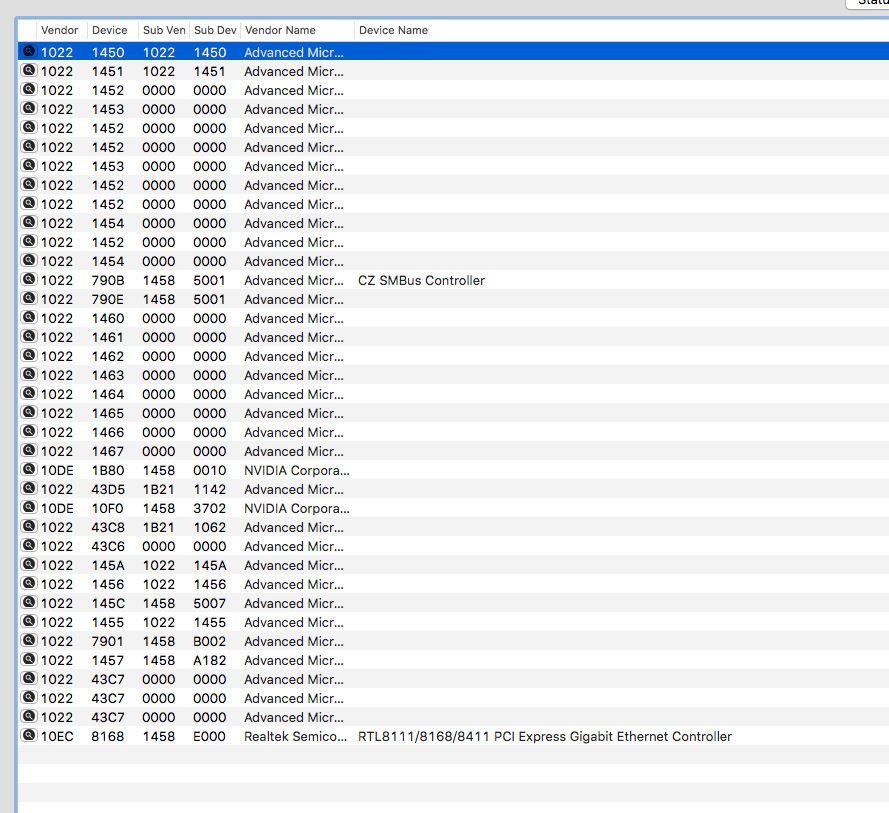 Statu
Vendor Device Sub Ven Sub Dev Vendor Name Device Name
1022 1450 1022 1450 Advanced Micr...
1022 1451 1022 1451 Advanced Micr...
1022 1452 0000 0000 Advanced Micr...
1022 1453 0000 0000 Advanced Micr...
1022 1452 0000 0000 Advanced Micr...
1022 1452 0000 0000 Advanced Micr...
1022 1453 0000 0000 Advanced Micr...
1022 1452 0000 0000 Advanced Micr...
1022 1452 0000 0000 Advanced Micr...
1022 1454 0000 0000 Advanced Micr...
1022 1452 0000 0000 Advanced Micr...
1022 1454 0000 0000 Advanced Micr...
1022 790B 1458 5001 Advanced Micr... CZ SMBus Controller
1022 790E 1458 5001 Advanced Micr...
1022 1460 0000 0000 Advanced Micr...
1022 1461 0000 0000 Advanced Micr...
1022 1462 0000 0000 Advanced Micr...
1022 1463 0000 0000 Advanced Micr...
1022 1464 0000 0000 Advanced Micr...
1022 1465 0000 0000 Advanced Micr...
1022 1466 0000 0000 Advanced Micr...
1022 1467 0000 0000 Advanced Micr...
10DE 1B80 1458 0010 NVIDIA Corpora...
1022 43D5 1B21 1142 Advanced Micr...
10DE 10F0 1458 3702 NVIDIA Corpora...
1022 43C8 1B21 1062 Advanced Micr...
1022 43C6 0000 0000 Advanced Micr...
1022 145A 1022 145A Advanced Micr...
1022 1456 1022 1456 Advanced Micr...
1022 145C 1458 5007 Advanced Micr...
1022 1455 1022 1455 Advanced Micr...
1022 7901 1458 B002 Advanced Micr...
1022 1457 1458 A182 Advanced Micr...
1022 43C7 0000 0000 Advanced Micr...
1022 43C7 0000 0000 Advanced Micr...
1022 43C7 0000 0000 Advanced Micr...
10EC 8168 1458 E000 Realtek Semico... RTL8111/8168/8411 PCI Express Gigabit Ethernet Controller